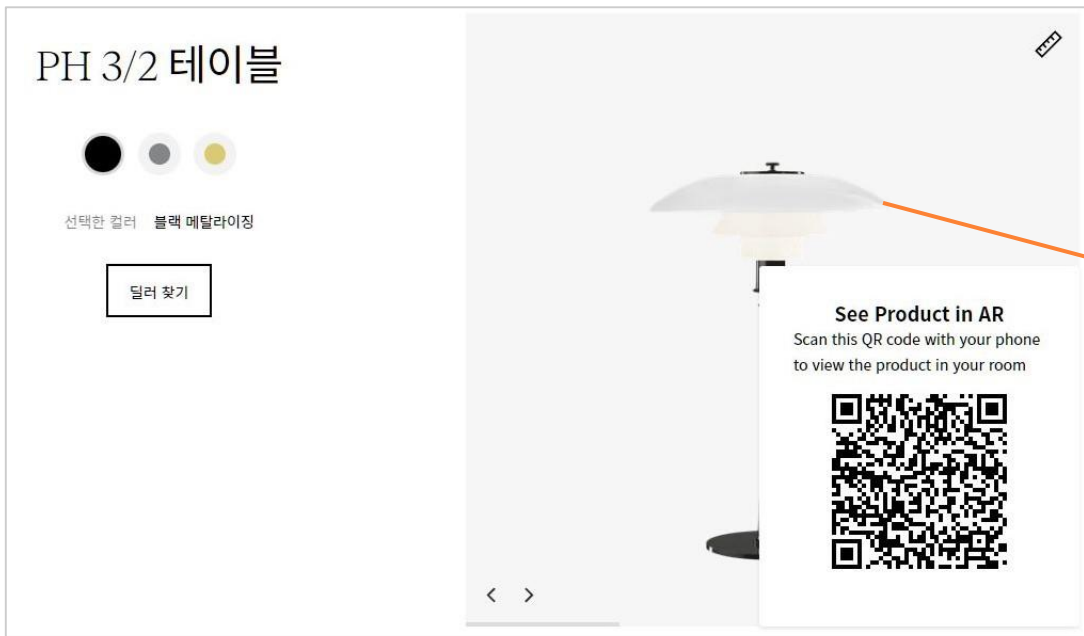 PH 3/2 테이블
선택한 컬러 블랙 메탈라이징
딜러 찾기
See Product in AR
Scan this QR code with your phone
to view the product in your room